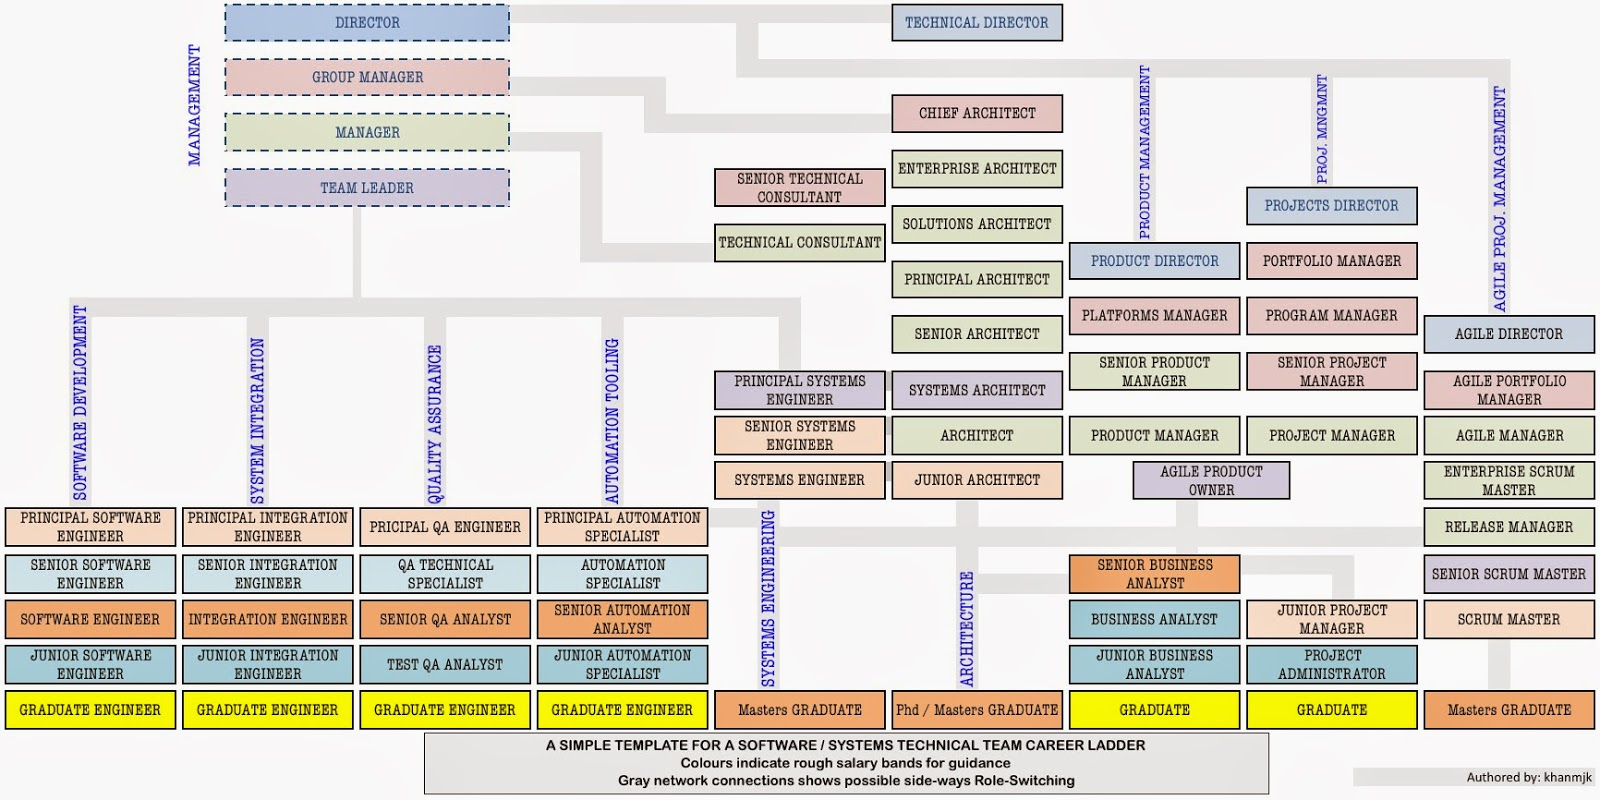 MANAGEMENT
DIRECTOR
GROUP MANAGER
MANAGER
TEAM LEADER
TECHNICAL DIRECTOR
CHIEF ARCHITECT
ENTERPRISE ARCHITECT
SOLUTIONS ARCHITECT
PRINCIPAL ARCHITECT
SENIOR ARCHITECT
SYSTEMS ARCHITECT
ARCHITECT
JUNIOR ARCHITECT
ARCHITECTURE
Phd / Masters GRADUATE
SENIOR TECHNICAL
CONSULTANT
TECHNICAL CONSULTANT
PRINCIPAL SYSTEMS
ENGINEER
SENIOR SYSTEMS
ENGINEER
SYSTEMS ENGINEER
SYSTEMS ENGINEERING
Masters GRADUATE
SOFTWARE DEVELOPMENT
PRINCIPAL SOFTWARE
ENGINEER
SENIOR SOFTWARE
ENGINEER
SOFTWARE ENGINEER
JUNIOR SOFTWARE
ENGINEER
GRADUATE ENGINEER
SYSTEM INTEGRATION
PRINCIPAL INTEGRATION
ENGINEER
SENIOR INTEGRATION
ENGINEER
INTEGRATION ENGINEER
JUNIOR INTEGRATION
ENGINEER
GRADUATE ENGINEER
QUALITY ASSURANCE
PRICIPAL QA ENGINEER
QA TECHNICAL
SPECIALIST
SENIOR QA ANALYST
TEST QA ANALYST
GRADUATE ENGINEER
AUTOMATION TOOLING
PRINCIPAL AUTOMATION
SPECIALIST
AUTOMATION
SPECIALIST
SENIOR AUTOMATION
ANALYST
JUNIOR AUTOMATION
SPECIALIST
GRADUATE ENGINEER
PRODUCT MANAGEMENT
PRODUCT DIRECTOR
PLATFORMS MANAGER
SENIOR PRODUCT
MANAGER
PRODUCT MANAGER
AGILE PRODUCT
OWNER
SENIOR BUSINESS
ANALYST
BUSINESS ANALYST
JUNIOR BUSINESS
ANALYST
GRADUATE
PROJ. MNGMNT
PROJECTS DIRECTOR
PORTFOLIO MANAGER
PROGRAM MANAGER
SENIOR PROJECT
MANAGER
PROJECT MANAGER
JUNIOR PROJECT
MANAGER
PROJECT
ADMINISTRATOR
GRADUATE
AGILE PROJ. MANAGEMENT
AGILE DIRECTOR
AGILE PORTFOLIO
MANAGER
AGILE MANAGER
ENTERPRISE SCRUM
MASTER
RELEASE MANAGER
SENIOR SCRUM MASTER
SCRUM MASTER
Masters GRADUATE
A SIMPLE TEMPLATE FOR A SOFTWARE / SYSTEMS TECHNICAL TEAM CAREER LADDER
Colours indicate rough salary bands for guidance
Gray network connections shows possible side-ways Role-Switching
Authored by: khanmjk